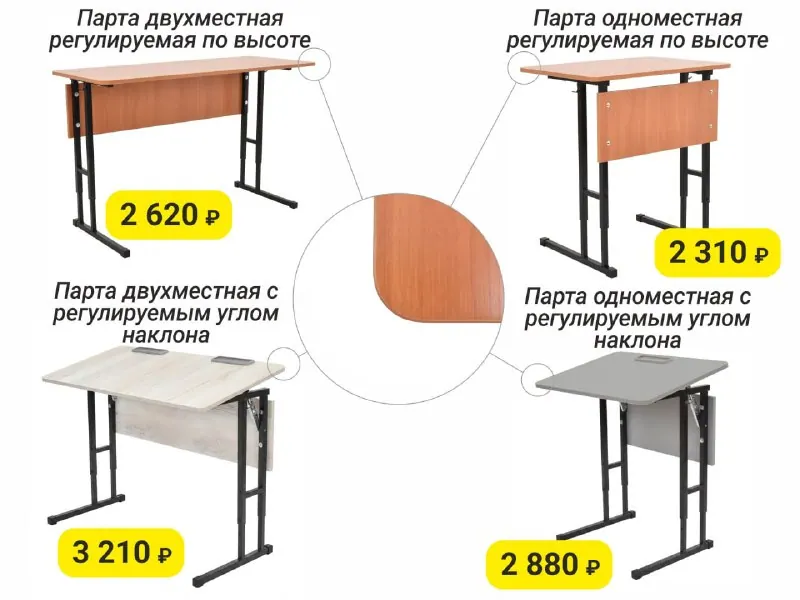 Парта двухместная
регулируемая по высоте
2 620 ₽
Парта одноместная
регулируемая по высоте
2 310 ₽
Парта двухместная с
регулируемым углом
наклона
3 210 ₽
Парта одноместная с
регулируемым углом
наклона
2 880 ₽